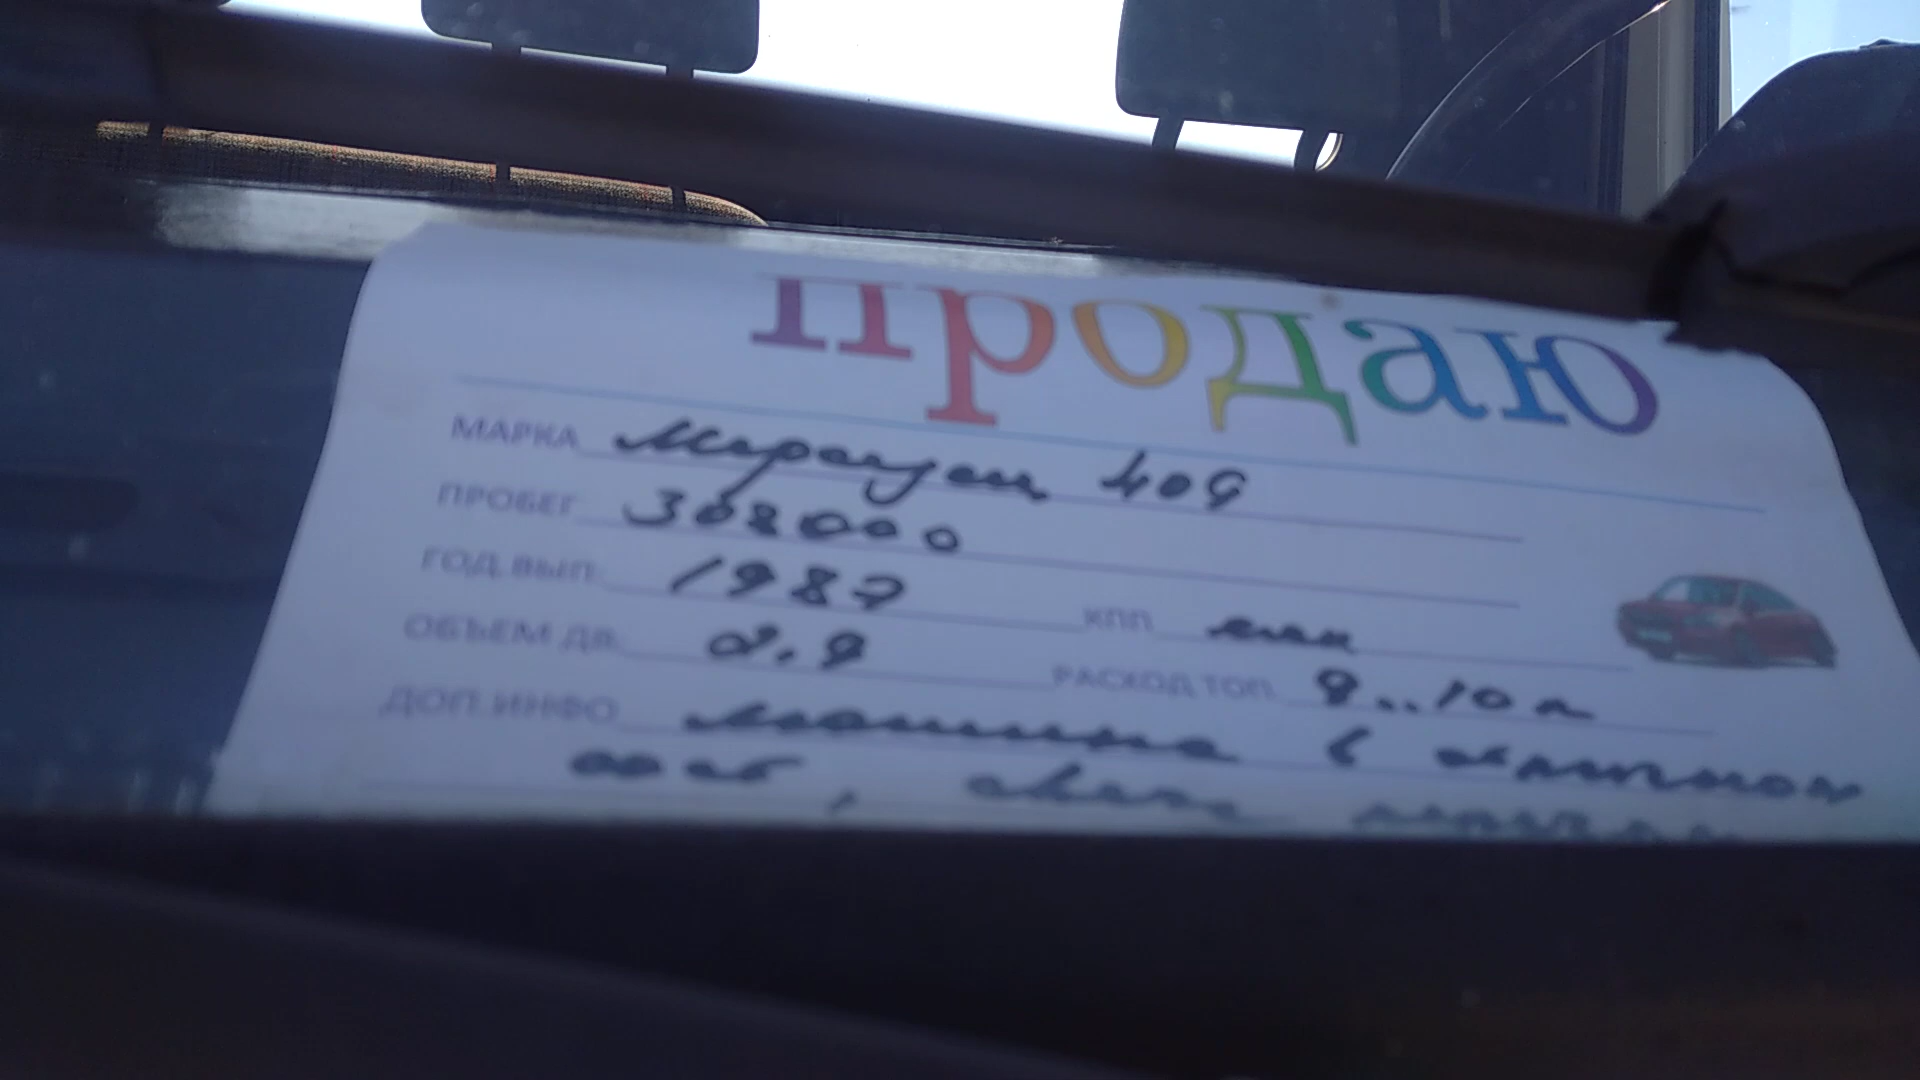 продаю
МАРКА Мерседес 409
ПРОБЕГ 302000
ГОД ВЫП. 1987 КПП мех
ОБЪЕМ ДВ. 2.9 РАСХОД ТОП. 9...10 л
ДОП. ИНФО машина в отличном